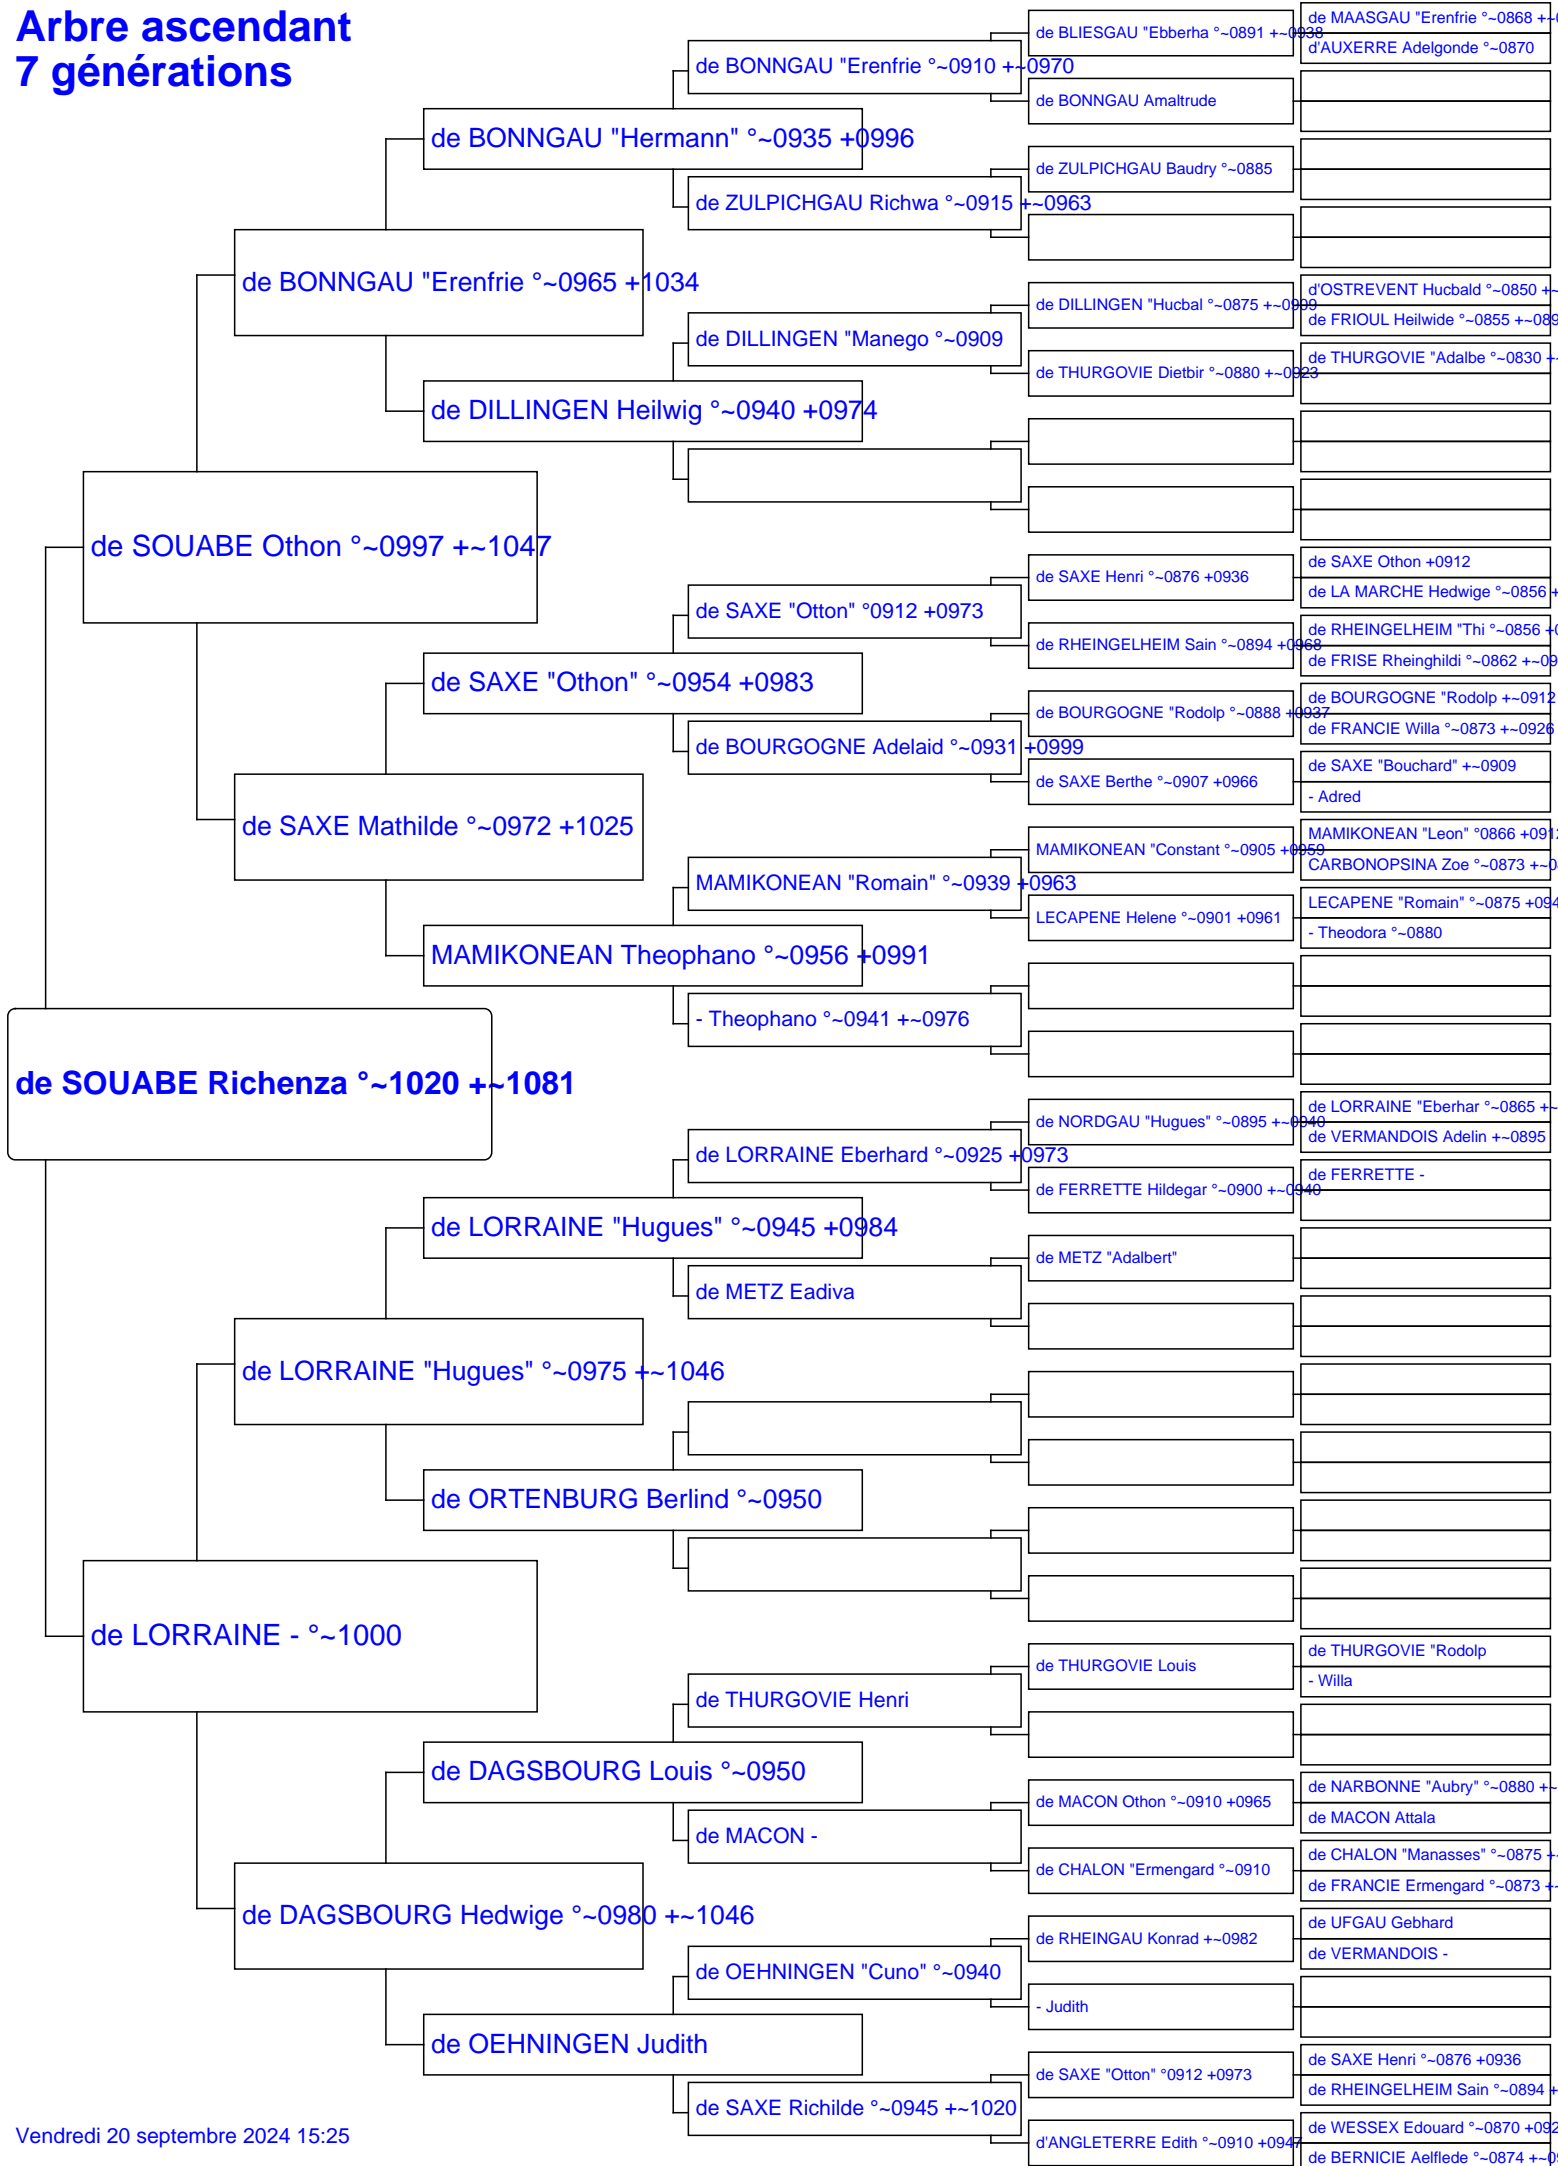 Arbre ascendant
7 générations
de MAASGAU "Erenfrie °~0868 +~
de BLIESGAU "Ebberha °~0891 +~0938
d'AUXERRE Adelgonde °~0870
de BONNGAU "Erenfrie °~0910 +~0970
de BONNGAU Amaltrude
de BONNGAU "Hermann" °~0935 +0996
de ZULPICHGAU Baudry °~0885
de ZULPICHGAU Richwa °~0915 +~0963
de BONNGAU "Erenfrie °~0965 +1034
d'OSTREVENT Hucbald °~0850 +~
de DILLINGEN "Hucbal °~0875 +~0909
de FRIOUL Heilwide °~0855 +~089
de DILLINGEN "Manego °~0909
de THURGOVIE "Adalbe °~0830 +~
de THURGOVIE Dietbir °~0880 +~0923
de DILLINGEN Heilwig °~0940 +0974
de SOUABE Othon °~0997 +~1047
de SAXE Othon +0912
de SAXE Henri °~0876 +0936
de LA MARCHE Hedwige °~0856 +
de SAXE "Otton" °0912 +0973
de RHEINGELHEIM "Thi °~0856 +0
de RHEINGELHEIM Sain °~0894 +0968
de FRISE Rheinghildi °~0862 +~09
de SAXE "Othon" °~0954 +0983
de BOURGOGNE "Rodolp +~0912
de BOURGOGNE "Rodolp °~0888 +0937
de FRANCIE Willa °~0873 +~0926
de BOURGOGNE Adelaid °~0931 +0999
de SAXE "Bouchard" +~0909
de SAXE Berthe °~0907 +0966
- Adred
de SAXE Mathilde °~0972 +1025
MAMIKONEAN "Leon" °0866 +0912
MAMIKONEAN "Constant °~0905 +0959
CARBONOPSINA Zoe °~0873 +~0
MAMIKONEAN "Romain" °~0939 +0963
LECAPENE "Romain" °~0875 +094
LECAPENE Helene °~0901 +0961
- Theodora °~0880
MAMIKONEAN Theophano °~0956 +0991
- Theophano °~0941 +~0976
de SOUABE Richenza °~1020 +~1081
de LORRAINE "Eberhar °~0865 +~
de NORDGAU "Hugues" °~0895 +~0940
de VERMANDOIS Adelin +~0895
de LORRAINE Eberhard °~0925 +0973
de FERRETTE -
de FERRETTE Hildegar °~0900 +~0940
de LORRAINE "Hugues" °~0945 +0984
de METZ "Adalbert"
de METZ Eadiva
de LORRAINE "Hugues" °~0975 +~1046
de ORTENBURG Berlind °~0950
de LORRAINE - °~1000
de THURGOVIE "Rodolp
de THURGOVIE Louis
- Willa
de THURGOVIE Henri
de DAGSBOURG Louis °~0950
de NARBONNE "Aubry" °~0880 +~
de MACON Othon °~0910 +0965
de MACON Attala
de MACON -
de CHALON "Manasses" °~0875 +~
de CHALON "Ermengard °~0910
de FRANCIE Ermengard °~0873 +~
de DAGSBOURG Hedwige °~0980 +~1046
de UFGAU Gebhard
de RHEINGAU Konrad +~0982
de VERMANDOIS -
de OEHNINGEN "Cuno" °~0940
- Judith
de OEHNINGEN Judith
de SAXE Henri °~0876 +0936
de SAXE "Otton" °0912 +0973
de RHEINGELHEIM Sain °~0894 +
de SAXE Richilde °~0945 +~1020
de WESSEX Edouard °~0870 +092
d'ANGLETERRE Edith °~0910 +0947
de BERNICIE Aelflede °~0874 +~09
Vendredi 20 septembre 2024 15:25